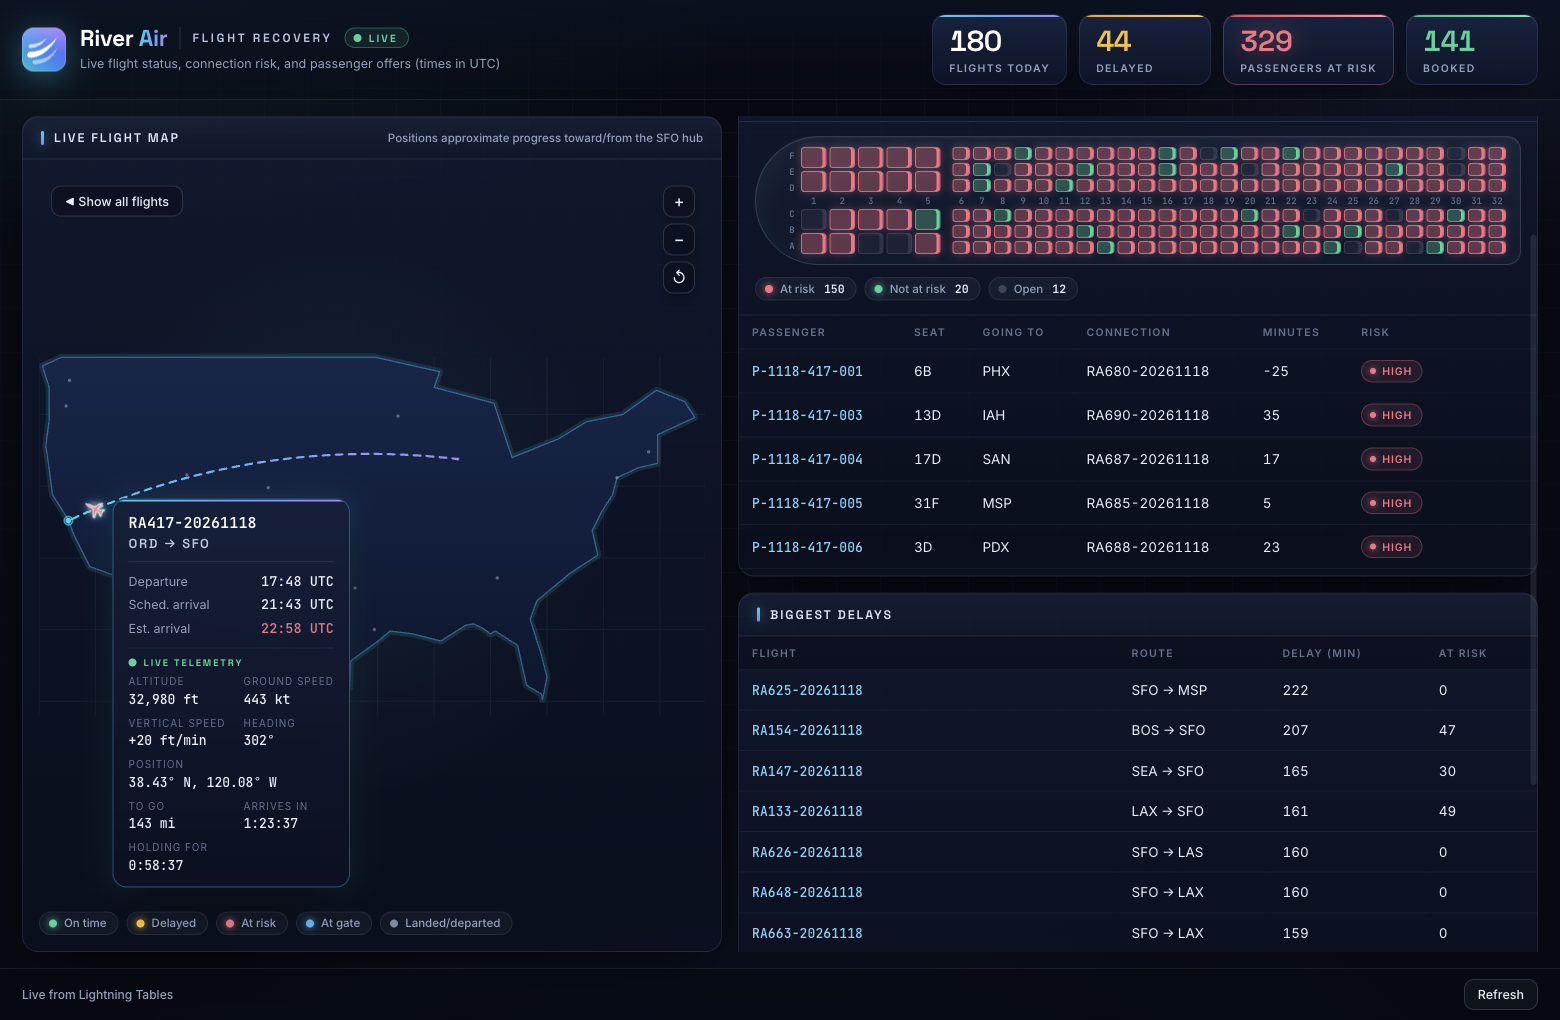 River Air FLIGHT RECOVERY LIVE
Live flight status, connection risk, and passenger offers (times in UTC)
180
FLIGHTS TODAY
44
DELAYED
329
PASSENGERS AT RISK
141
BOOKED
LIVE FLIGHT MAP
Positions approximate progress toward/from the SFO hub
◀ Show all flights
+
−
RA417-20261118
ORD → SFO
Departure 17:48 UTC
Sched. arrival 21:43 UTC
Est. arrival 22:58 UTC
LIVE TELEMETRY
ALTITUDE GROUND SPEED
32,980 ft 443 kt
VERTICAL SPEED HEADING
+20 ft/min 302°
POSITION
38.43° N, 120.08° W
TO GO ARRIVES IN
143 mi 1:23:37
HOLDING FOR
0:58:37
On time Delayed At risk At gate Landed/departed
F
E
D
1 2 3 4 5 6 7 8 9 10 11 12 13 14 15 16 17 18 19 20 21 22 23 24 25 26 27 28 29 30 31 32
C
B
A
At risk 150 Not at risk 20 Open 12
PASSENGER SEAT GOING TO CONNECTION MINUTES RISK
P-1118-417-001 6B PHX RA680-20261118 -25 HIGH
P-1118-417-003 13D IAH RA690-20261118 35 HIGH
P-1118-417-004 17D SAN RA687-20261118 17 HIGH
P-1118-417-005 31F MSP RA685-20261118 5 HIGH
P-1118-417-006 3D PDX RA688-20261118 23 HIGH
BIGGEST DELAYS
FLIGHT ROUTE DELAY (MIN) AT RISK
RA625-20261118 SFO → MSP 222 0
RA154-20261118 BOS → SFO 207 47
RA147-20261118 SEA → SFO 165 30
RA133-20261118 LAX → SFO 161 49
RA626-20261118 SFO → LAS 160 0
RA648-20261118 SFO → LAX 160 0
RA663-20261118 SFO → LAX 159 0
Live from Lightning Tables
Refresh